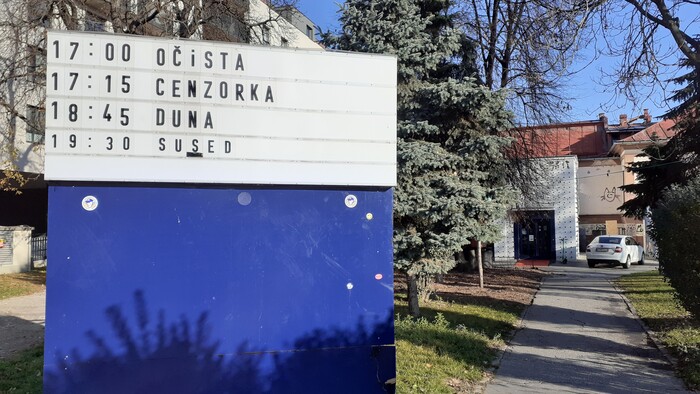 17:00 OČiSTA
17:15 CENZORKA
18:45 DUNA
19:30 SUSED